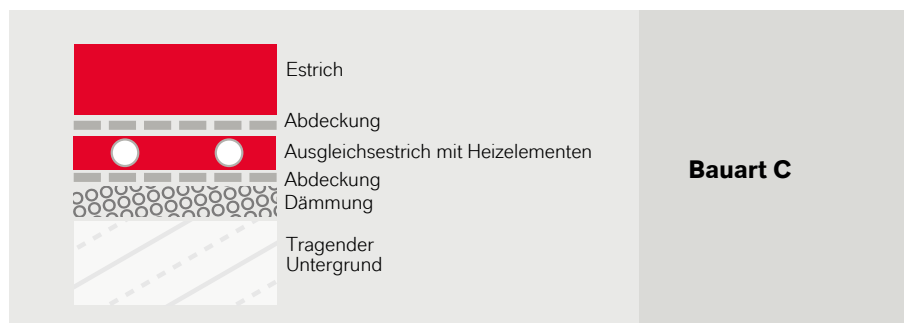 Estrich
Abdeckung
Ausgleichsestrich mit Heizelementen
Abdeckung
Dämmung
Tragender
Untergrund
Bauart C